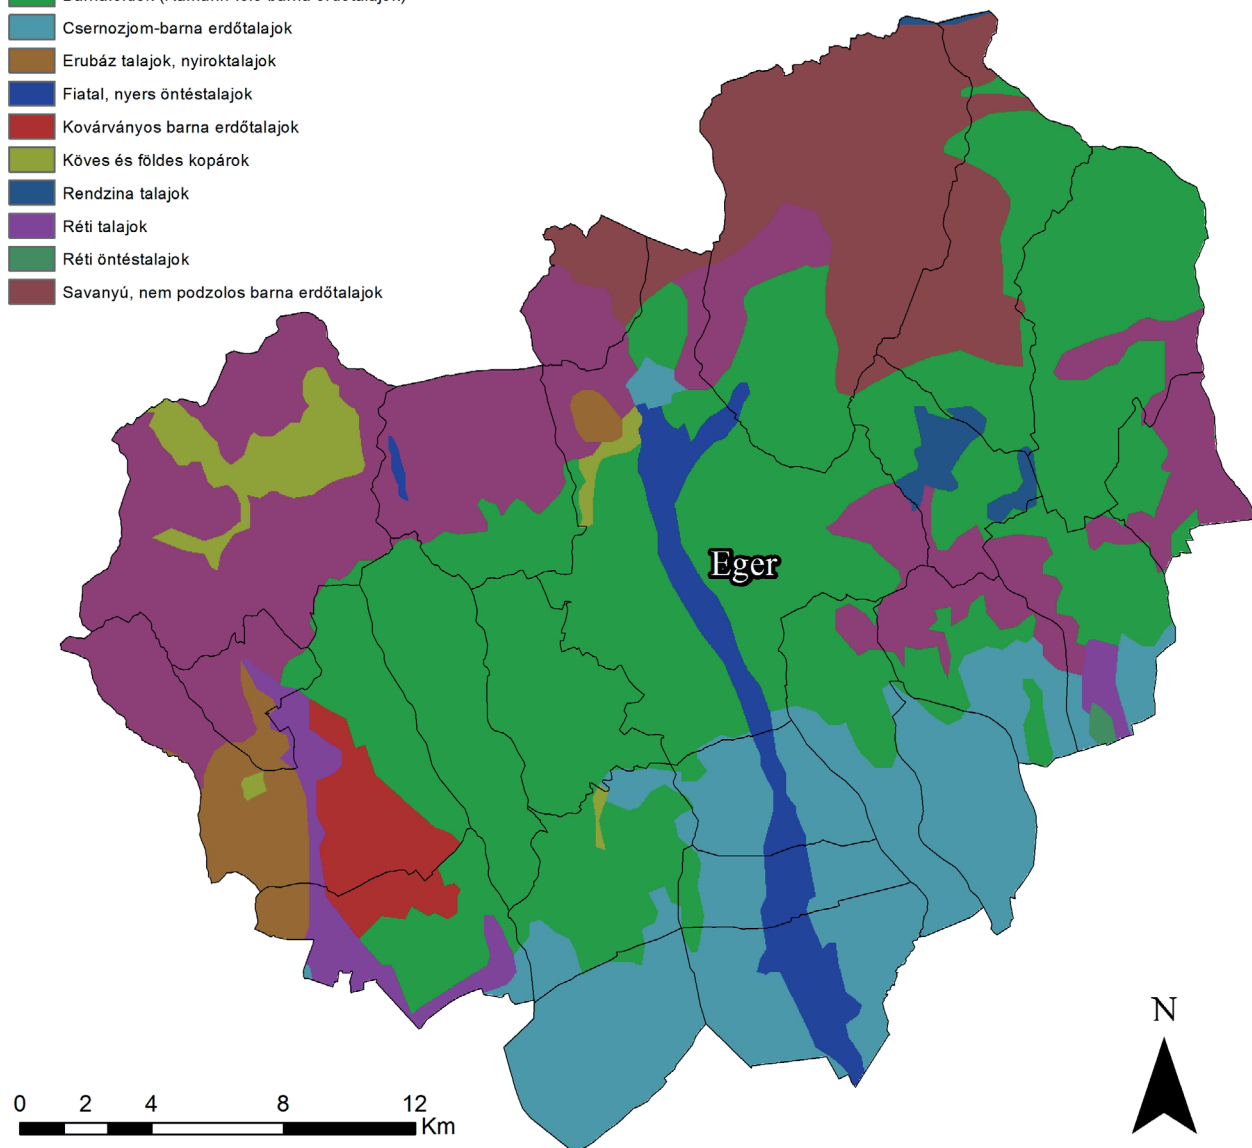 Csernozjom-barna erdőtalajok
Erubáz talajok, nyiroktalajok
Fiatal, nyers öntéstalajok
Kovárványos barna erdőtalajok
Köves és földes kopárok
Rendzina talajok
Réti talajok
Réti öntéstalajok
Savanyú, nem podzolos barna erdőtalajok
Eger
N
0 2 4 8 12
Km